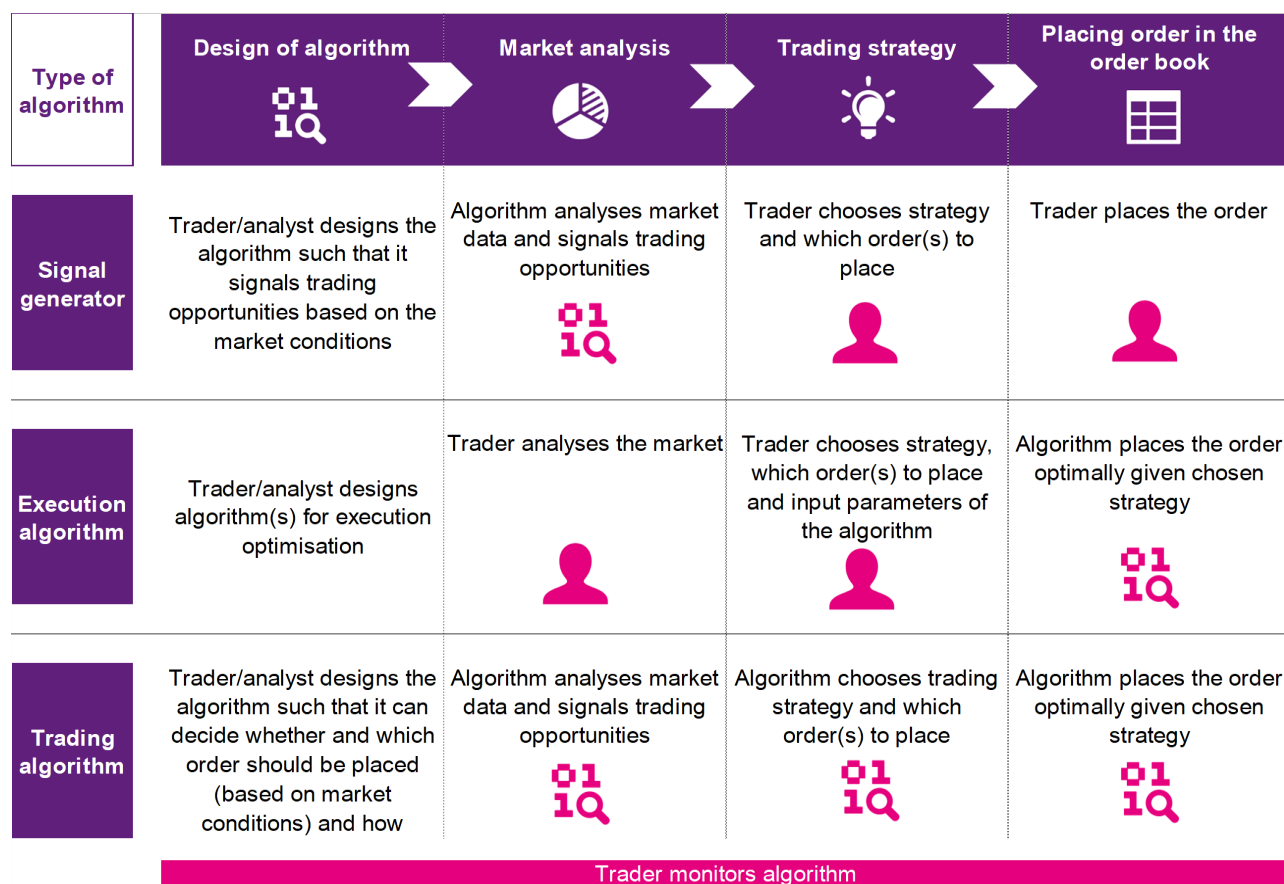 Type of
algorithm
Design of algorithm
Market analysis
Trading strategy
Placing order in the
order book
Signal
generator
Trader/analyst designs the
algorithm such that it
signals trading
opportunities based on the
market conditions
Algorithm analyses market
data and signals trading
opportunities
Trader chooses strategy
and which order(s) to
place
Trader places the order
Execution
algorithm
Trader/analyst designs
algorithm(s) for execution
optimisation
Trader analyses the market
Trader chooses strategy,
which order(s) to place
and input parameters of
the algorithm
Algorithm places the order
optimally given chosen
strategy
Trading
algorithm
Trader/analyst designs the
algorithm such that it can
decide whether and which
order should be placed
(based on market
conditions) and how
Algorithm analyses market
data and signals trading
opportunities
Algorithm chooses trading
strategy and which
order(s) to place
Algorithm places the order
optimally given chosen
strategy
Trader monitors algorithm